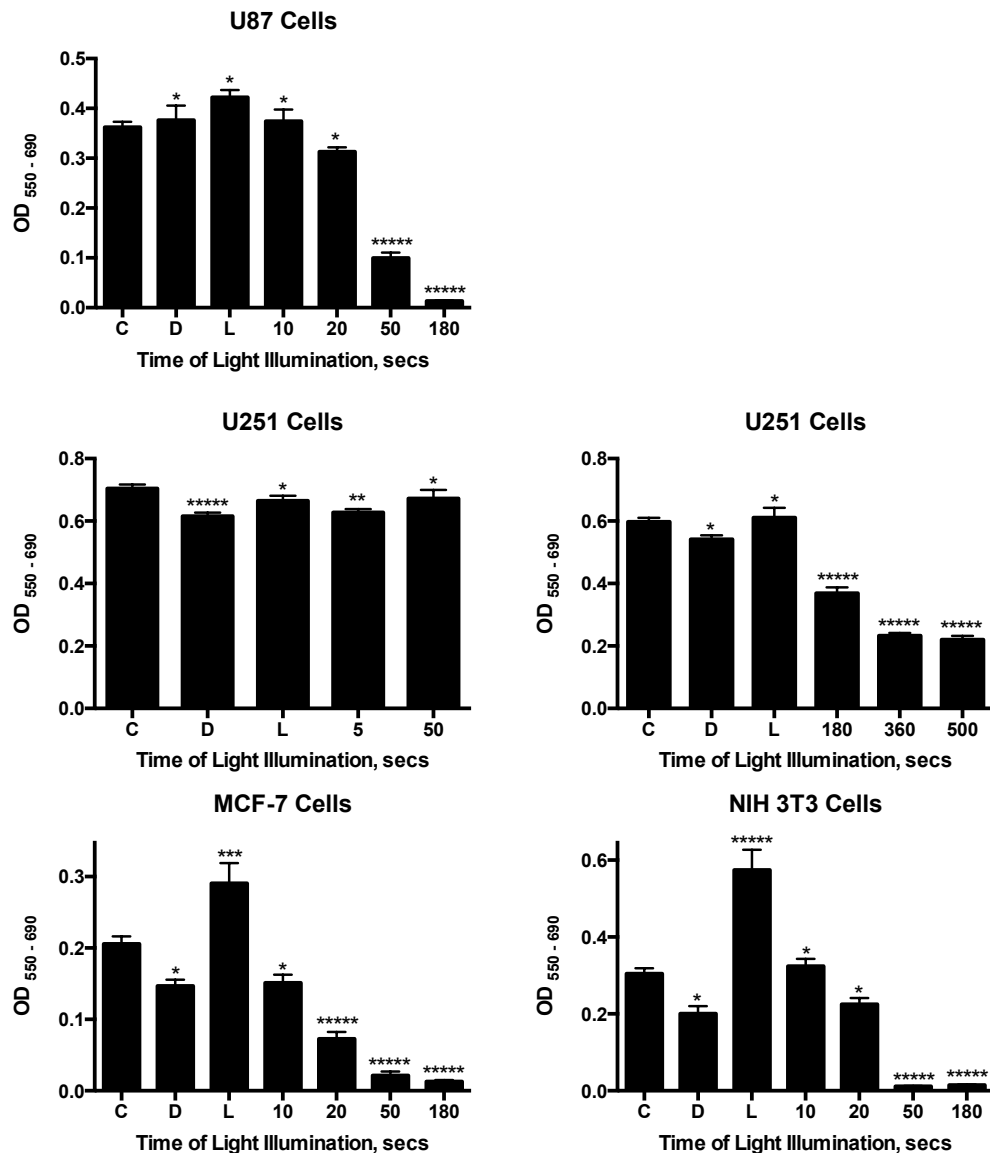 U87 Cells
OD 550 - 690
0.5
0.4
0.3
0.2
0.1
0.0
* * * * ***** *****
C D L 10 20 50 180
Time of Light Illumination, secs
U251 Cells
OD 550 - 690
0.8
0.6
0.4
0.2
0.0
***** * ** *
C D L 5 50
Time of Light Illumination, secs
U251 Cells
OD 550 - 690
0.8
0.6
0.4
0.2
0.0
* * ***** ***** *****
C D L 180 360 500
Time of Light Illumination, secs
MCF-7 Cells
OD 550 - 690
0.3
0.2
0.1
0.0
* *** * ***** ***** *****
C D L 10 20 50 180
Time of Light Illumination, secs
NIH 3T3 Cells
OD 550 - 690
0.6
0.4
0.2
0.0
* ***** * * ***** *****
C D L 10 20 50 180
Time of Light Illumination, secs